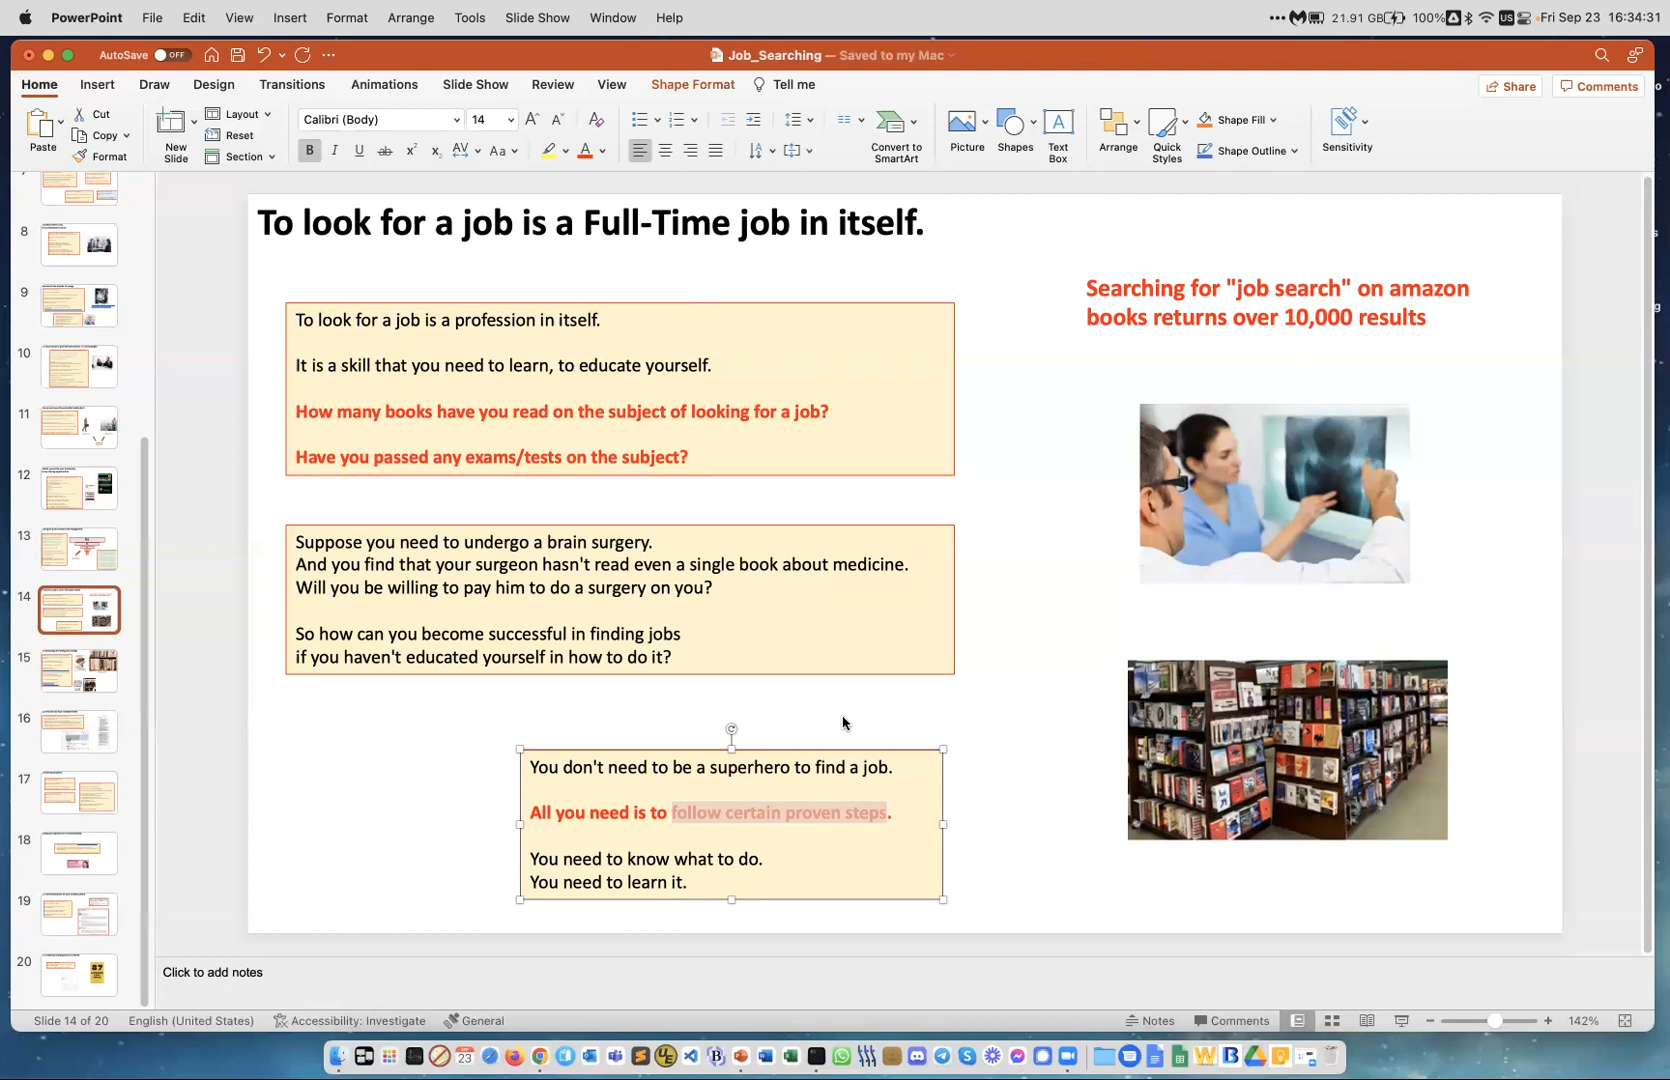 PowerPoint File Edit View Insert Format Arrange Tools Slide Show Window Help
21.91 GB 100% US Fri Sep 23 16:34:31
AutoSave OFF
Job_Searching — Saved to my Mac
Home Insert Draw Design Transitions Animations Slide Show Review View Shape Format Tell me
Share Comments
Paste
Cut
Copy
Format
New Slide
Layout
Reset
Section
Calibri (Body) 14
Convert to SmartArt
Picture
Shapes
Text Box
Arrange
Quick Styles
Shape Fill
Shape Outline
Sensitivity
8
9
10
11
12
13
14
15
16
17
18
19
20
To look for a job is a Full-Time job in itself.
To look for a job is a profession in itself.
It is a skill that you need to learn, to educate yourself.
How many books have you read on the subject of looking for a job?
Have you passed any exams/tests on the subject?
Searching for "job search" on amazon
books returns over 10,000 results
Suppose you need to undergo a brain surgery.
And you find that your surgeon hasn't read even a single book about medicine.
Will you be willing to pay him to do a surgery on you?
So how can you become successful in finding jobs
if you haven't educated yourself in how to do it?
You don't need to be a superhero to find a job.
All you need is to follow certain proven steps.
You need to know what to do.
You need to learn it.
Click to add notes
Slide 14 of 20 English (United States) Accessibility: Investigate General
Notes Comments 142%